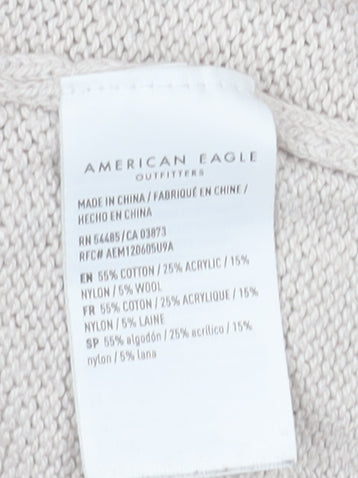 AMERICAN EAGLE
OUTFITTERS
MADE IN CHINA / FABRIQUÉ EN CHINE /
HECHO EN CHINA
RN 54485 / CA 03873
RFC# AEM120605U9A
EN 55% COTTON / 25% ACRYLIC / 15%
NYLON / 5% WOOL
FR 55% COTON / 25% ACRYLIQUE / 15%
NYLON / 5% LAINE
SP 55% algodón / 25% acrílico / 15%
nylon / 5% lana